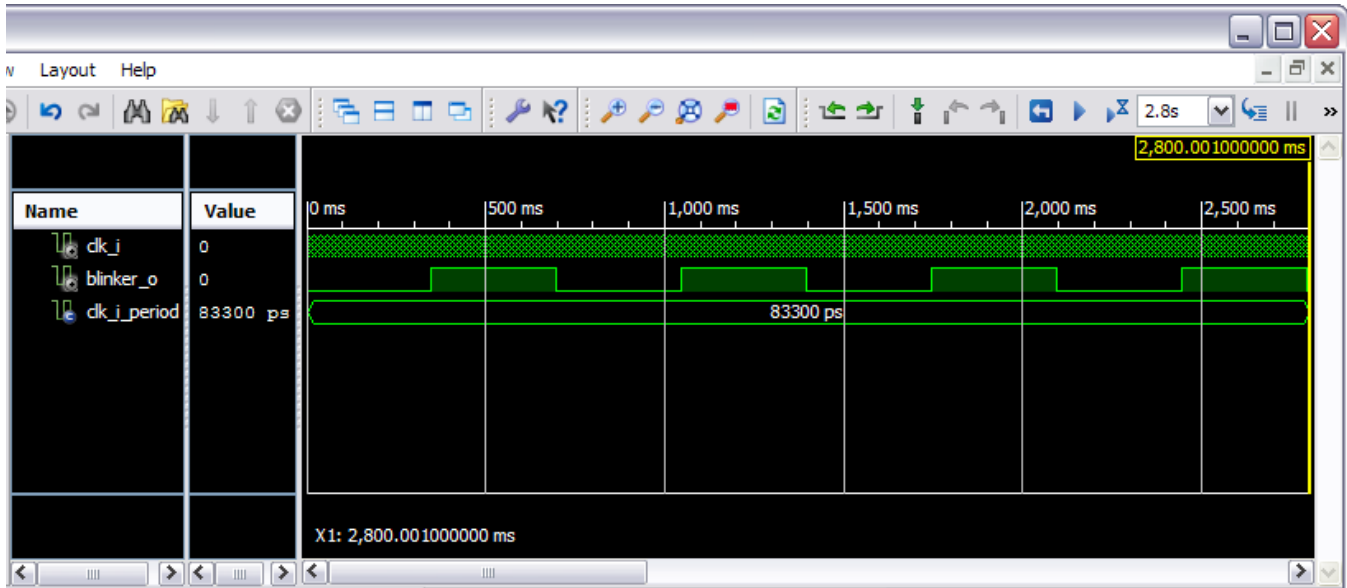 w Layout Help
2.8s
»
2,800.001000000 ms
Name Value
0 ms 500 ms 1,000 ms 1,500 ms 2,000 ms 2,500 ms
clk_i 0
blinker_o 0
clk_i_period 83300 ps 83300 ps
X1: 2,800.001000000 ms